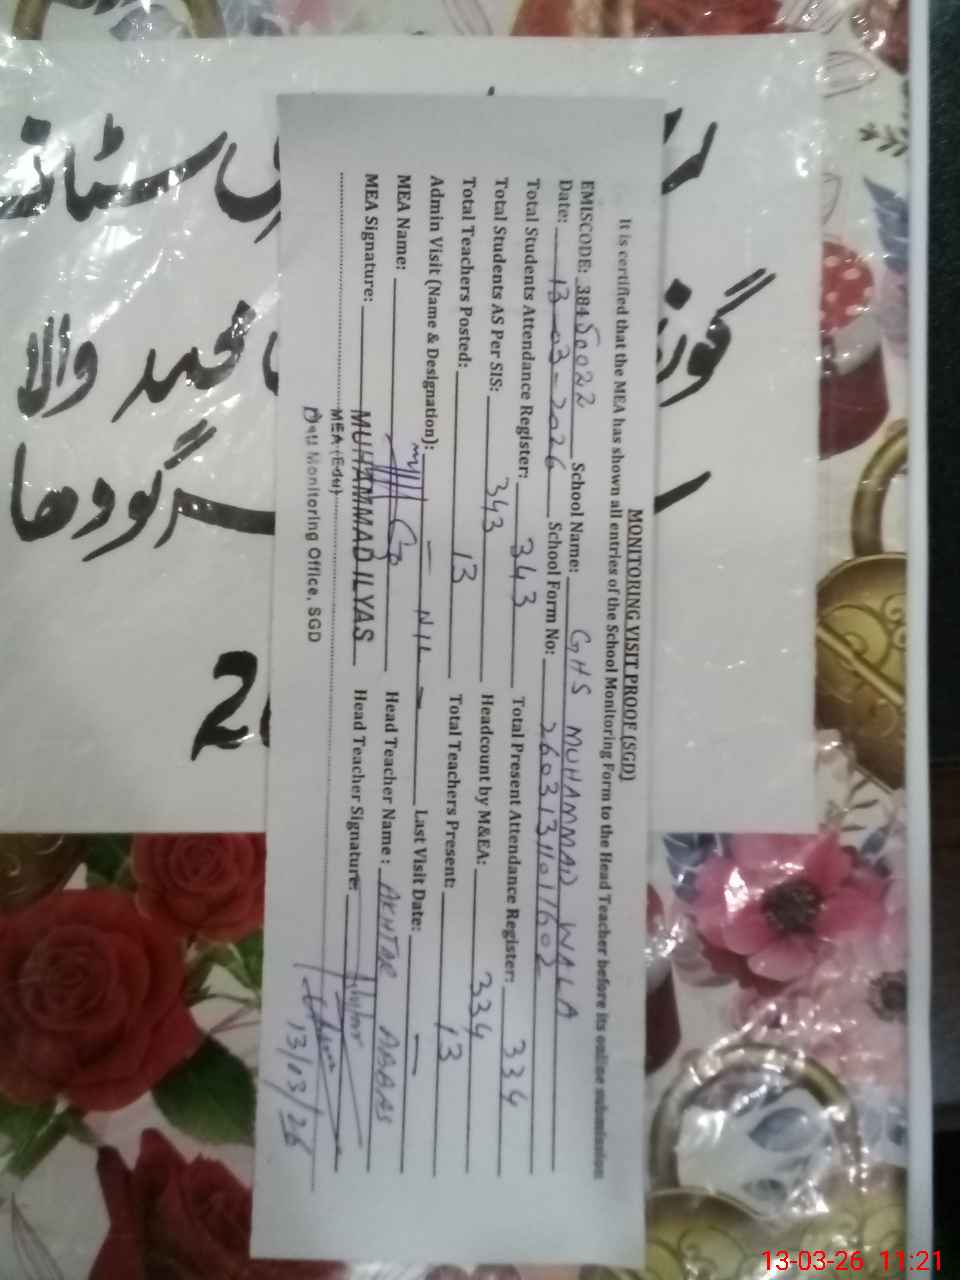 MONITORING VISIT PROOF (SGD)
It is certified that the MEA has shown all entries of the School Monitoring Form to the Head Teacher before its online submission
EMISCODE: 38450022 School Name: GHS MUHAMMAD WALA
Date: 13-03-2026 School Form No:
Total Students Attendance Register: 343 Total Present Attendance Register: 334
Total Students AS Per SIS: 343 Headcount by M&EA: 334
Total Teachers Posted: 13 Total Teachers Present: 13
Admin Visit (Name & Designation): — NIL — Last Visit Date: —
MEA Name: Head Teacher Name: AKHTAR ABBAS
MEA Signature: MUHAMMAD ILYAS Head Teacher Signature:
MEA (Edu)
Monitoring Office, SGD
13/03/26
والا
سرگودھا
13-03-26 11:21